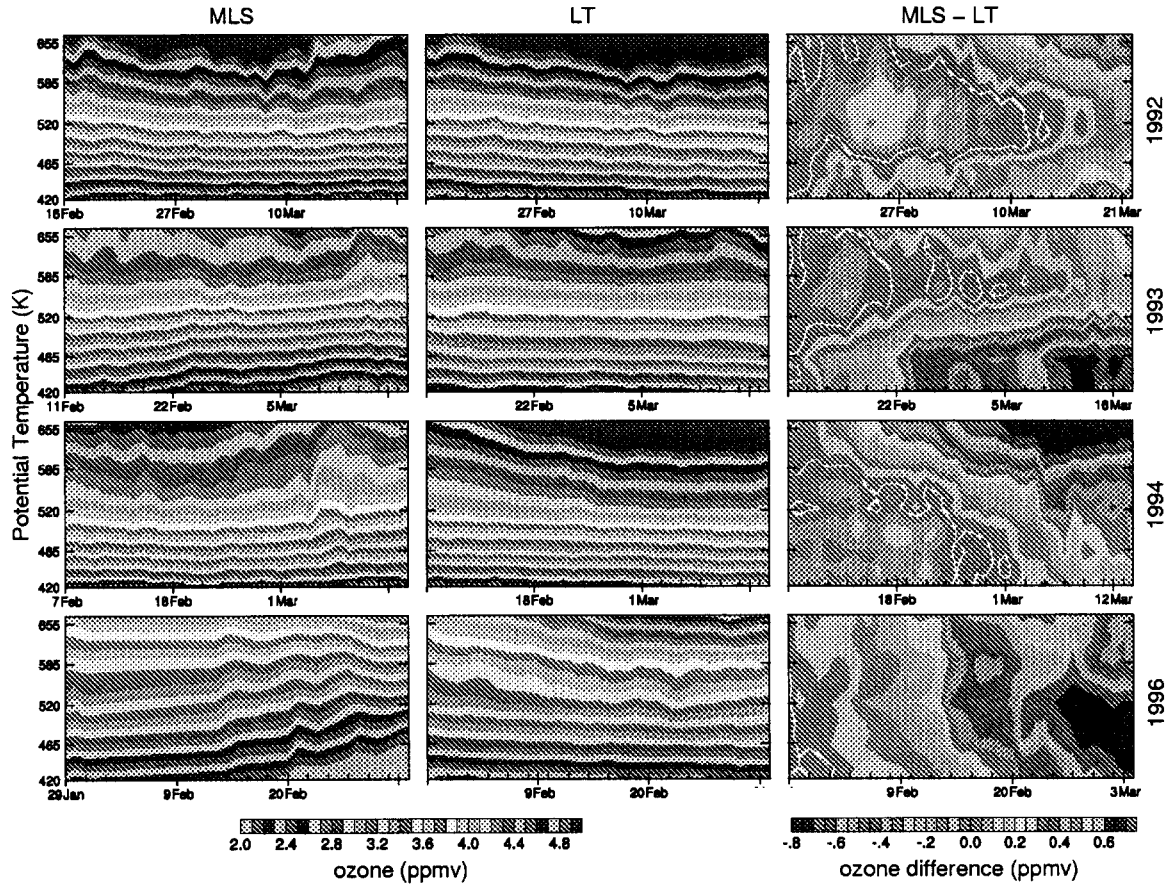 MLS LT MLS – LT
655
585
520
465
420
16Feb 27Feb 10Mar
27Feb 10Mar
27Feb 10Mar 21Mar
1992
655
585
520
465
420
11Feb 22Feb 5Mar
22Feb 5Mar
22Feb 5Mar 16Mar
1993
Potential Temperature (K)
655
585
520
465
420
7Feb 18Feb 1Mar
18Feb 1Mar
18Feb 1Mar 12Mar
1994
655
585
520
465
420
29Jan 9Feb 20Feb
9Feb 20Feb
9Feb 20Feb 3Mar
1996
2.0 2.4 2.8 3.2 3.6 4.0 4.4 4.8
ozone (ppmv)
-.8 -.6 -.4 -.2 0.0 0.2 0.4 0.6
ozone difference (ppmv)